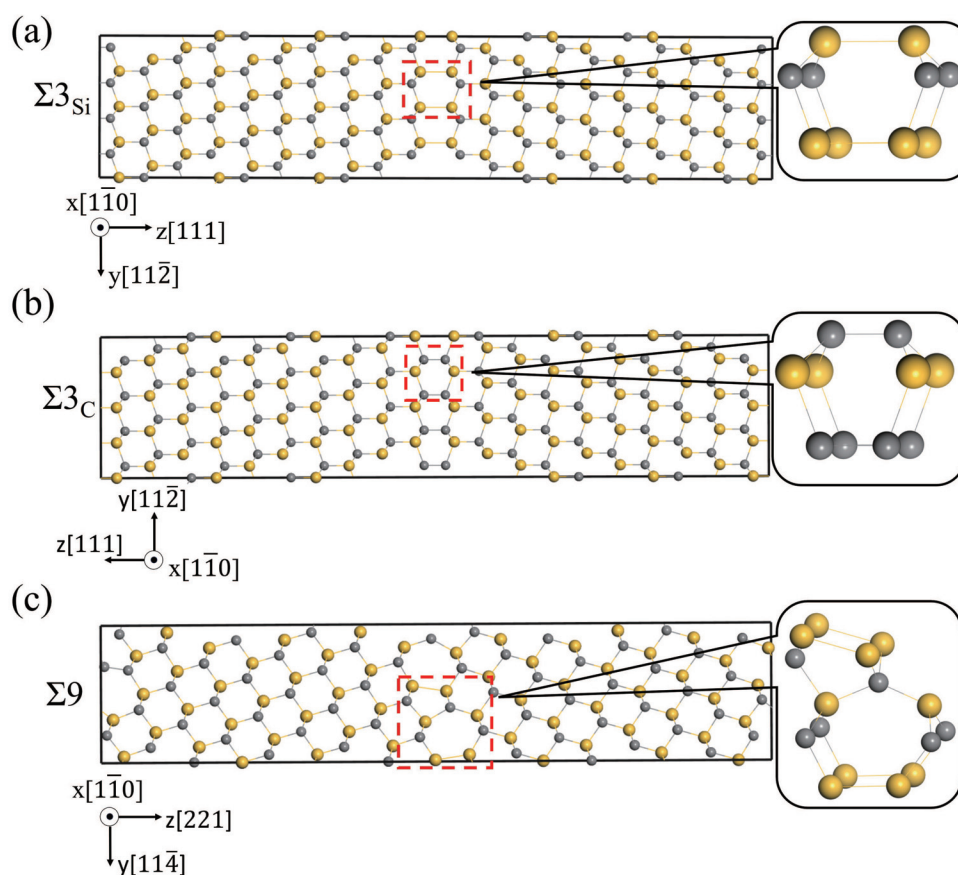 (a)
Σ3Si
x[11̅0]
z[111]
y[112̅]
(b)
Σ3C
y[112̅]
z[111]
x[11̅0]
(c)
Σ9
x[11̅0]
z[221]
y[114̅]